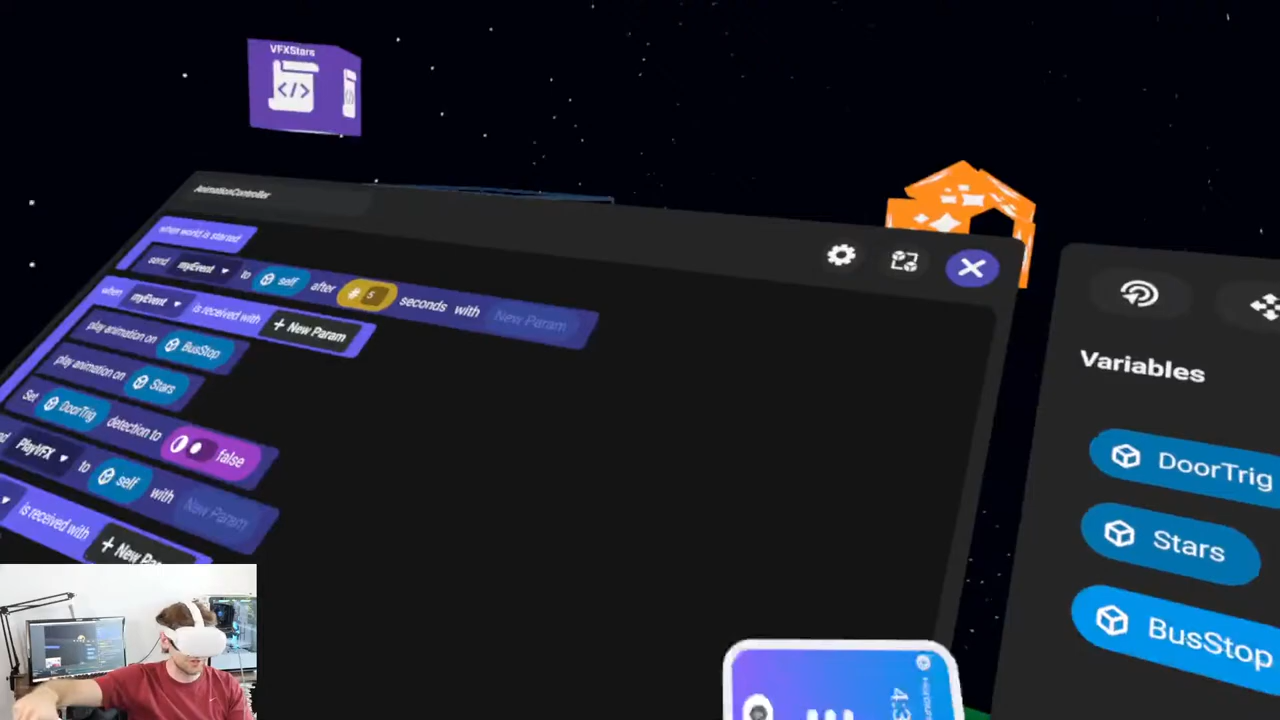 VFXStars
</>
AnimationController
when world is started
send myEvent to self after 5 seconds with New Param
when myEvent is received with + New Param
play animation on BusStop
play animation on Stars
Set DoorTrig detection to false
PlayVFX to self with New Param
is received with + New
Variables
DoorTrig
Stars
BusStop